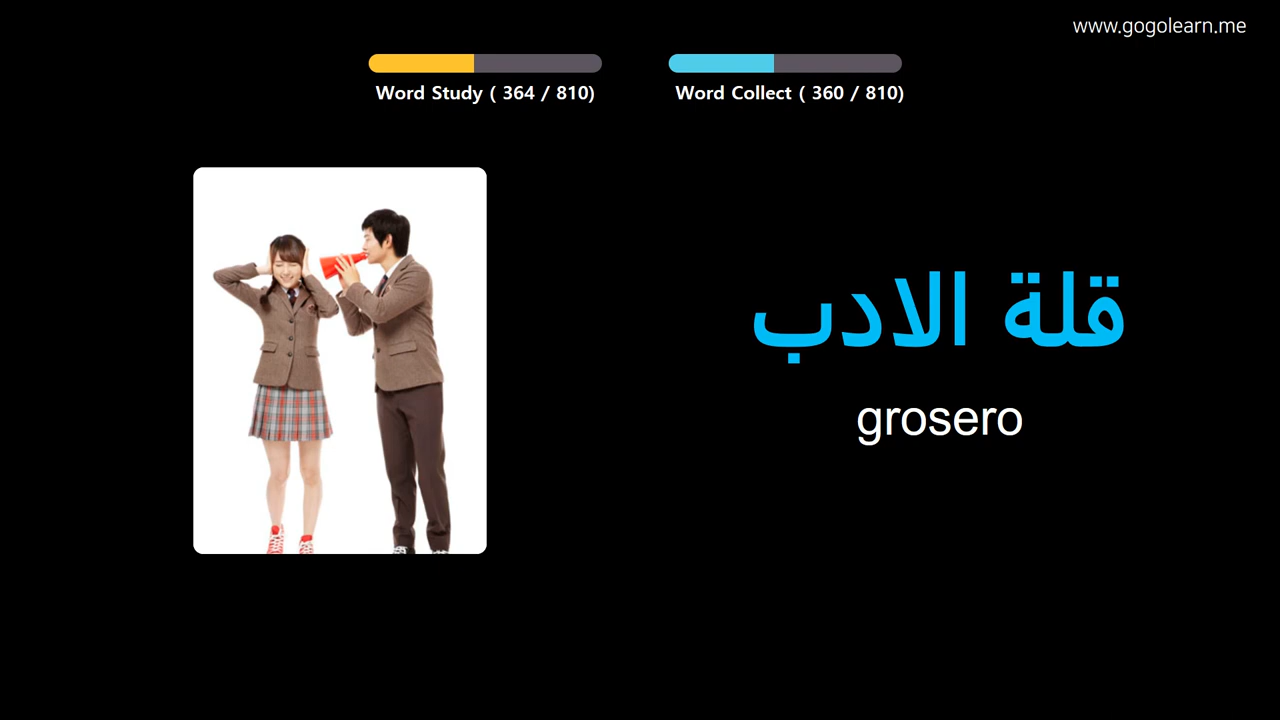 www.gogolearn.me
Word Study ( 364 / 810)
Word Collect ( 360 / 810)
قلة الادب
grosero